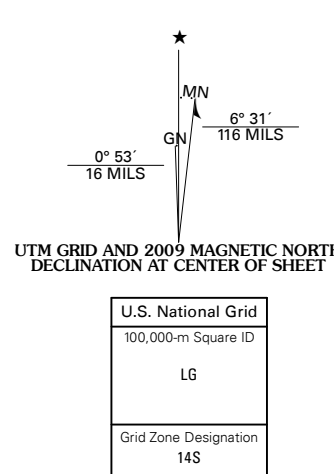 ★
MN
GN
6° 31´
116 MILS
0° 53´
16 MILS
UTM GRID AND 2009 MAGNETIC NORTH
DECLINATION AT CENTER OF SHEET
U.S. National Grid
100,000-m Square ID
LG
Grid Zone Designation
14S